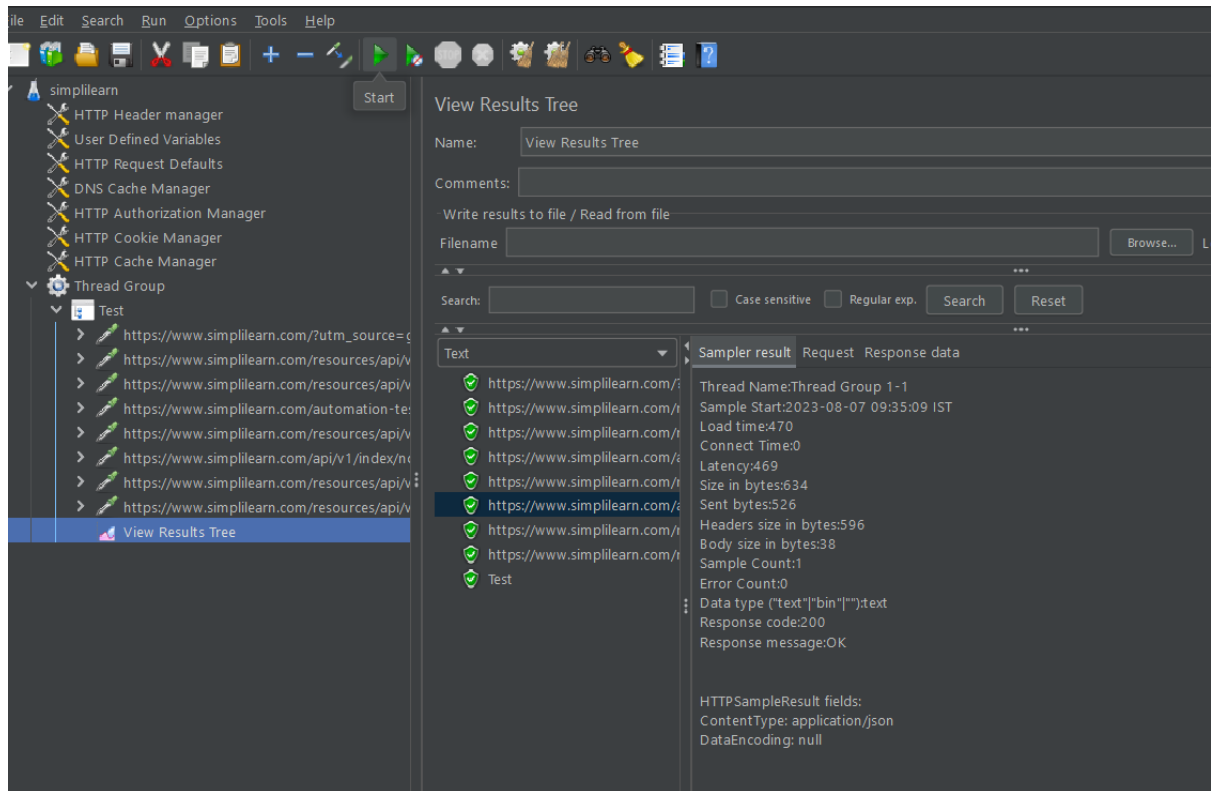 ile Edit Search Run Options Tools Help
STOP
Start
simplilearn
HTTP Header manager
User Defined Variables
HTTP Request Defaults
DNS Cache Manager
HTTP Authorization Manager
HTTP Cookie Manager
HTTP Cache Manager
Thread Group
Test
https://www.simplilearn.com/?utm_source=g
https://www.simplilearn.com/resources/api/v
https://www.simplilearn.com/resources/api/v
https://www.simplilearn.com/automation-te
https://www.simplilearn.com/resources/api/v
https://www.simplilearn.com/api/v1/index/no
https://www.simplilearn.com/resources/api/v
https://www.simplilearn.com/resources/api/v
View Results Tree
View Results Tree
Name: View Results Tree
Comments:
Write results to file / Read from file
Filename Browse... L
Search: Case sensitive Regular exp. Search Reset
Text
https://www.simplilearn.com/?
https://www.simplilearn.com/r
https://www.simplilearn.com/r
https://www.simplilearn.com/a
https://www.simplilearn.com/r
https://www.simplilearn.com/a
https://www.simplilearn.com/r
https://www.simplilearn.com/r
Test
Sampler result Request Response data
Thread Name:Thread Group 1-1
Sample Start:2023-08-07 09:35:09 IST
Load time:470
Connect Time:0
Latency:469
Size in bytes:634
Sent bytes:526
Headers size in bytes:596
Body size in bytes:38
Sample Count:1
Error Count:0
Data type ("text"|"bin"|""):text
Response code:200
Response message:OK
HTTPSampleResult fields:
ContentType: application/json
DataEncoding: null